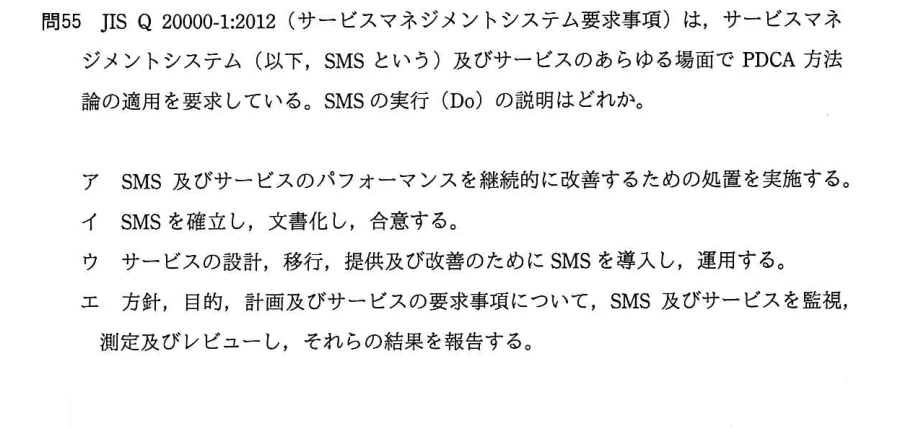 問55 JIS Q 20000-1:2012（サービスマネジメントシステム要求事項）は，サービスマネ
ジメントシステム（以下，SMS という）及びサービスのあらゆる場面で PDCA 方法
論の適用を要求している。SMS の実行（Do）の説明はどれか。
ア SMS 及びサービスのパフォーマンスを継続的に改善するための処置を実施する。
イ SMS を確立し，文書化し，合意する。
ウ サービスの設計，移行，提供及び改善のために SMS を導入し，運用する。
エ 方針，目的，計画及びサービスの要求事項について，SMS 及びサービスを監視，
測定及びレビューし，それらの結果を報告する。